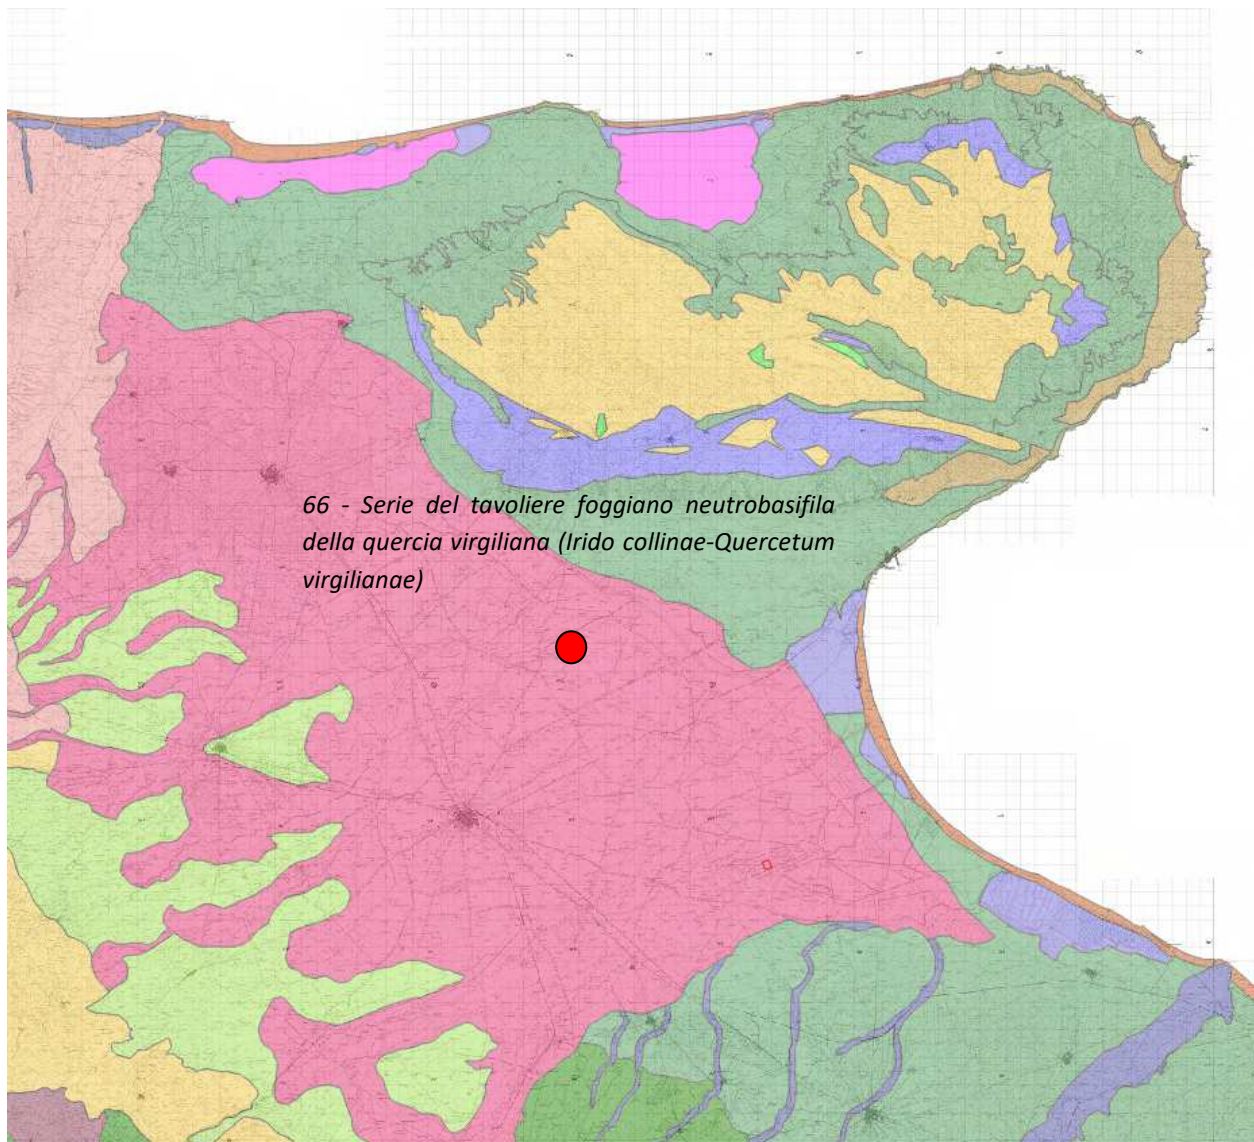 66 - Serie del tavoliere foggiano neutrobasifila
della quercia virgiliana (Irido collinae-Quercetum
virgilianae)